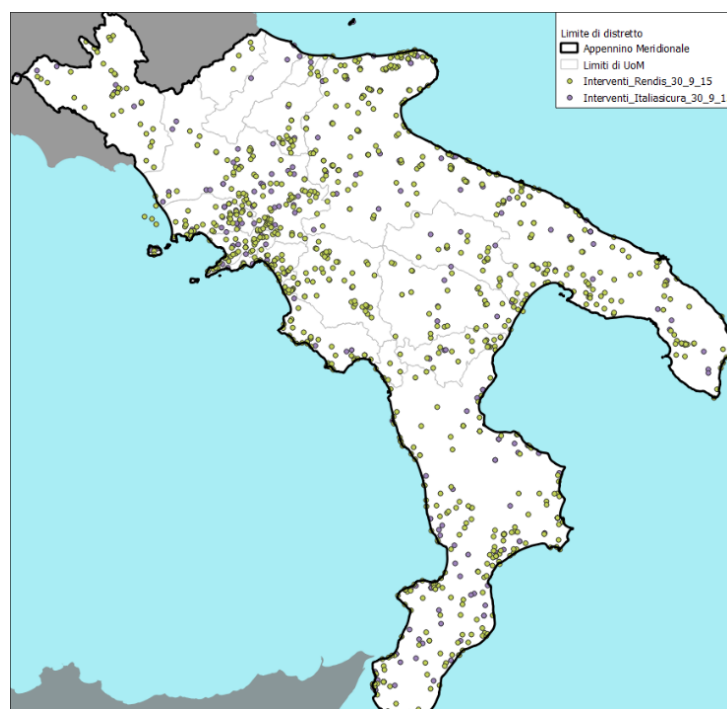 Limite di distretto
Appennino Meridionale
Limiti di UoM
Interventi_Rendis_30_9_15
Interventi_Italiasicura_30_9_1